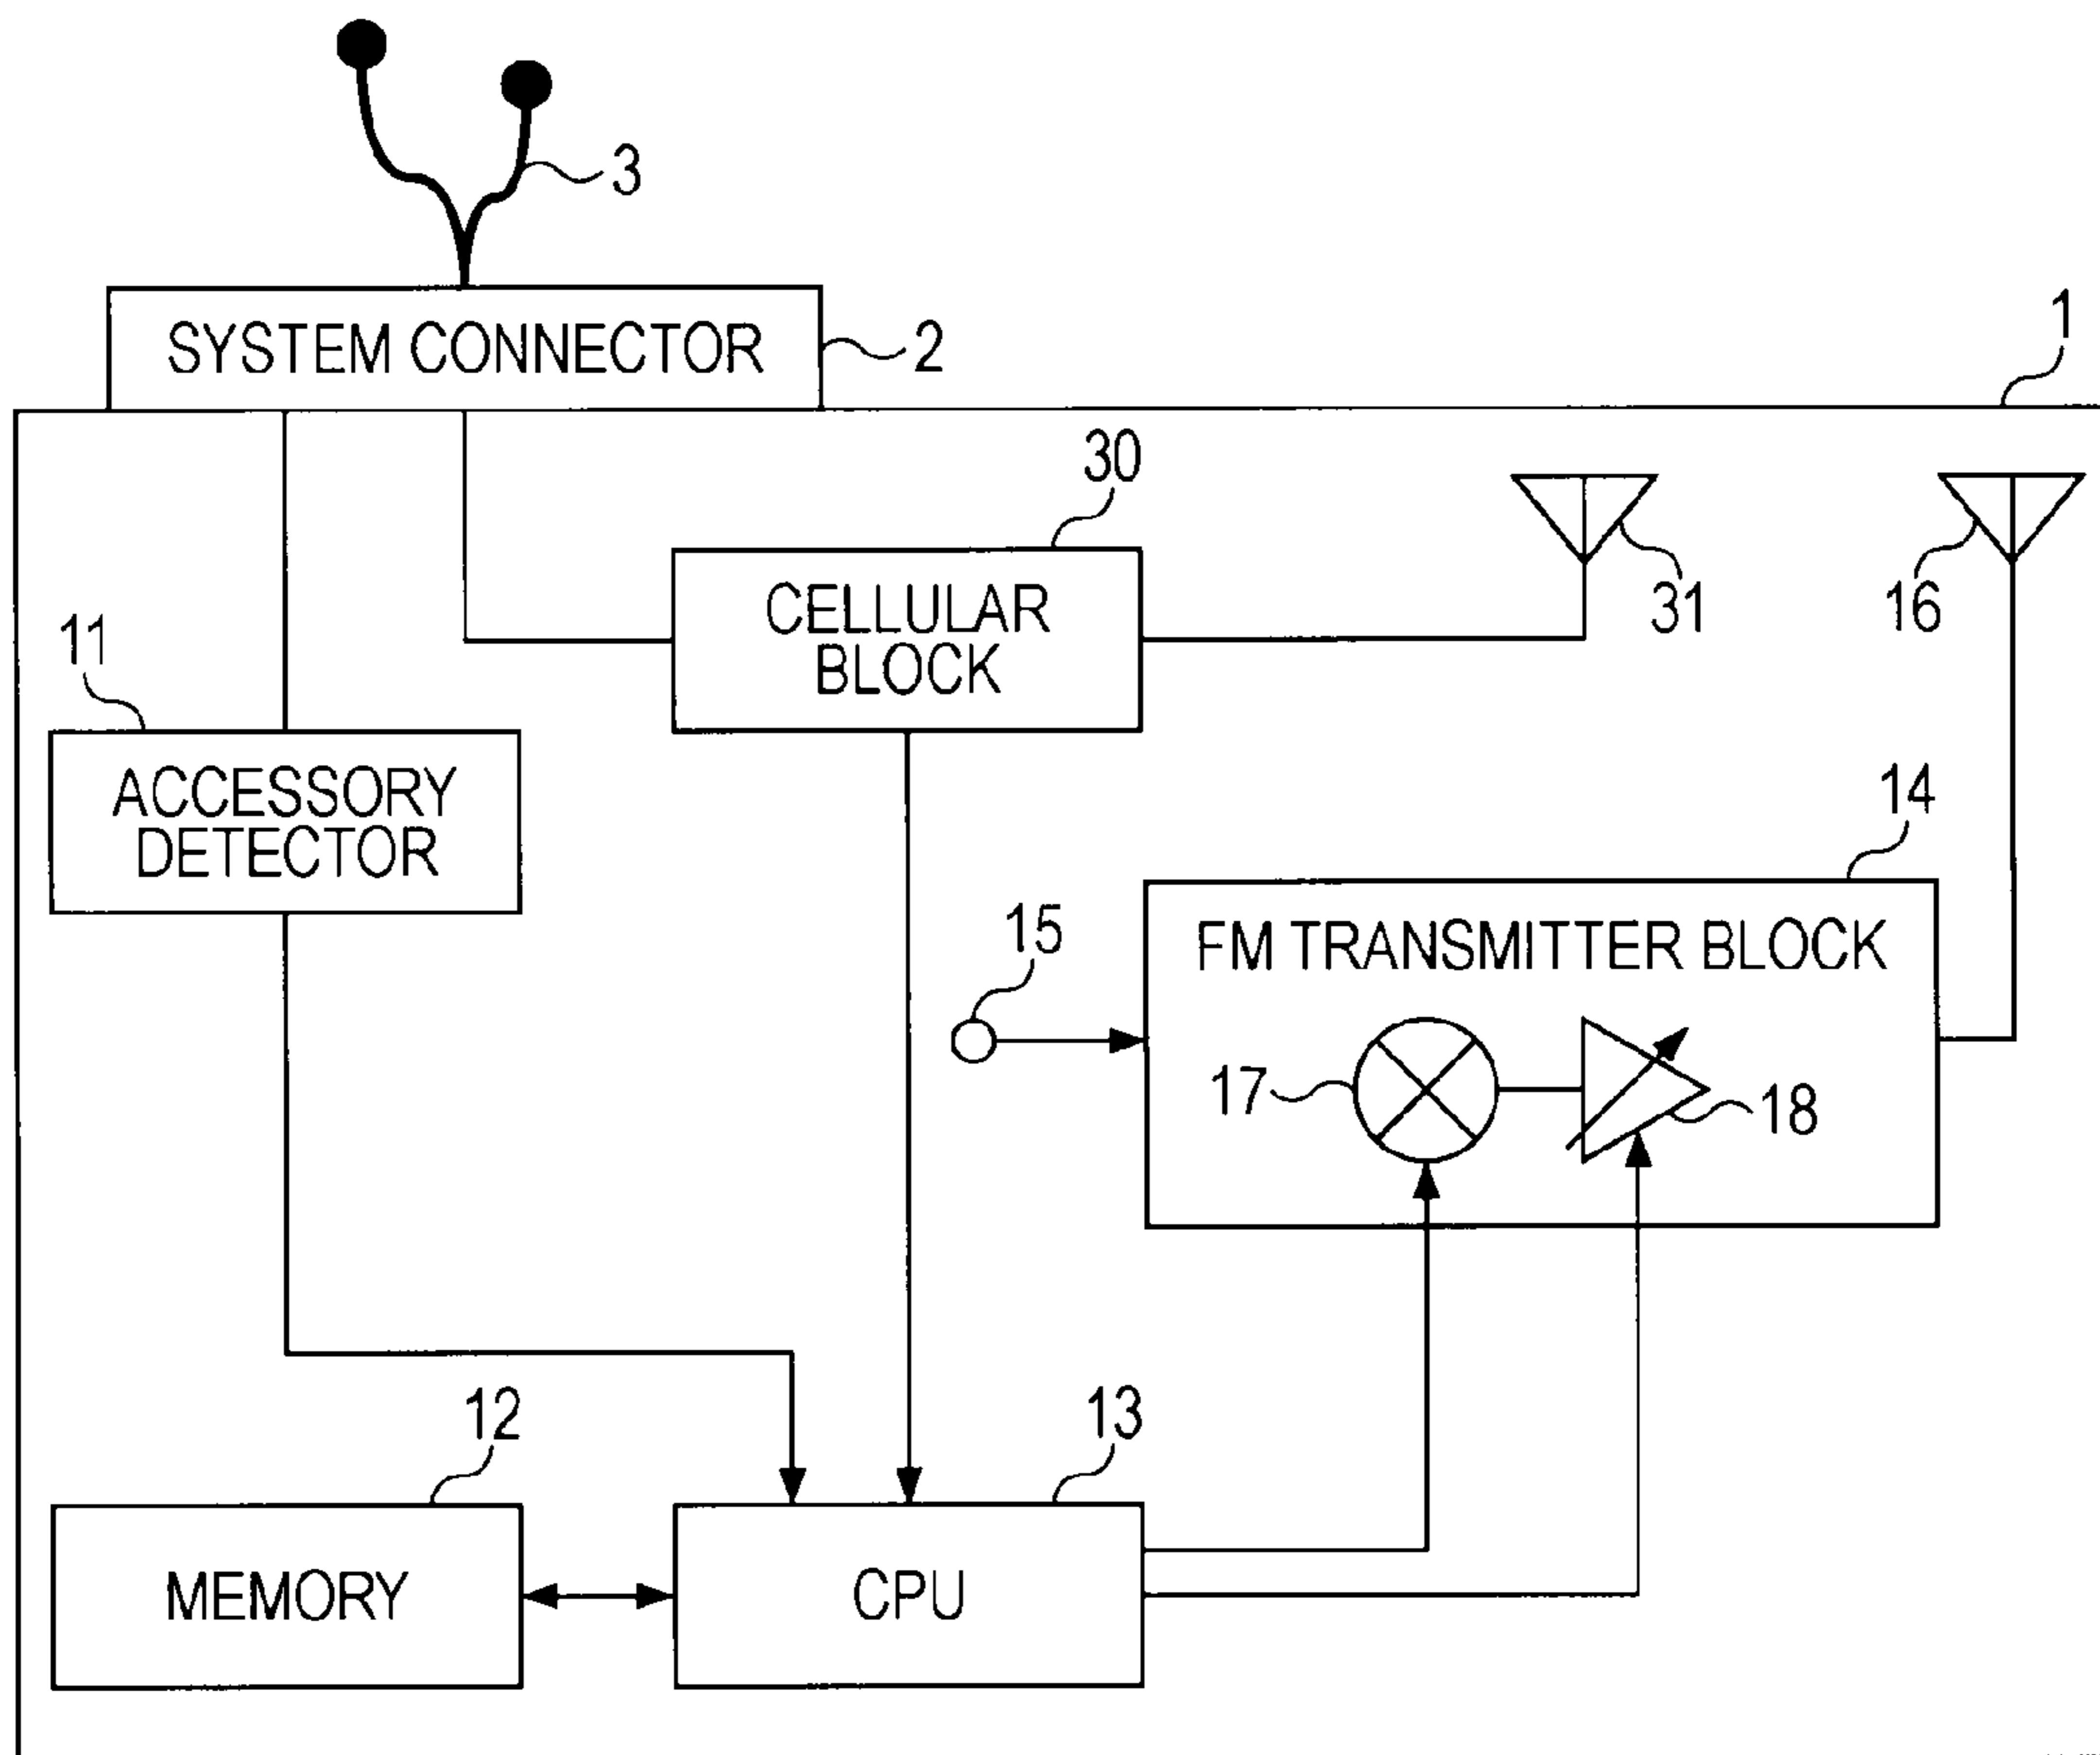 3
SYSTEM CONNECTOR
2
1
30
CELLULAR
BLOCK
31
16
11
ACCESSORY
DETECTOR
14
15
FM TRANSMITTER BLOCK
17
18
12
13
MEMORY
CPU